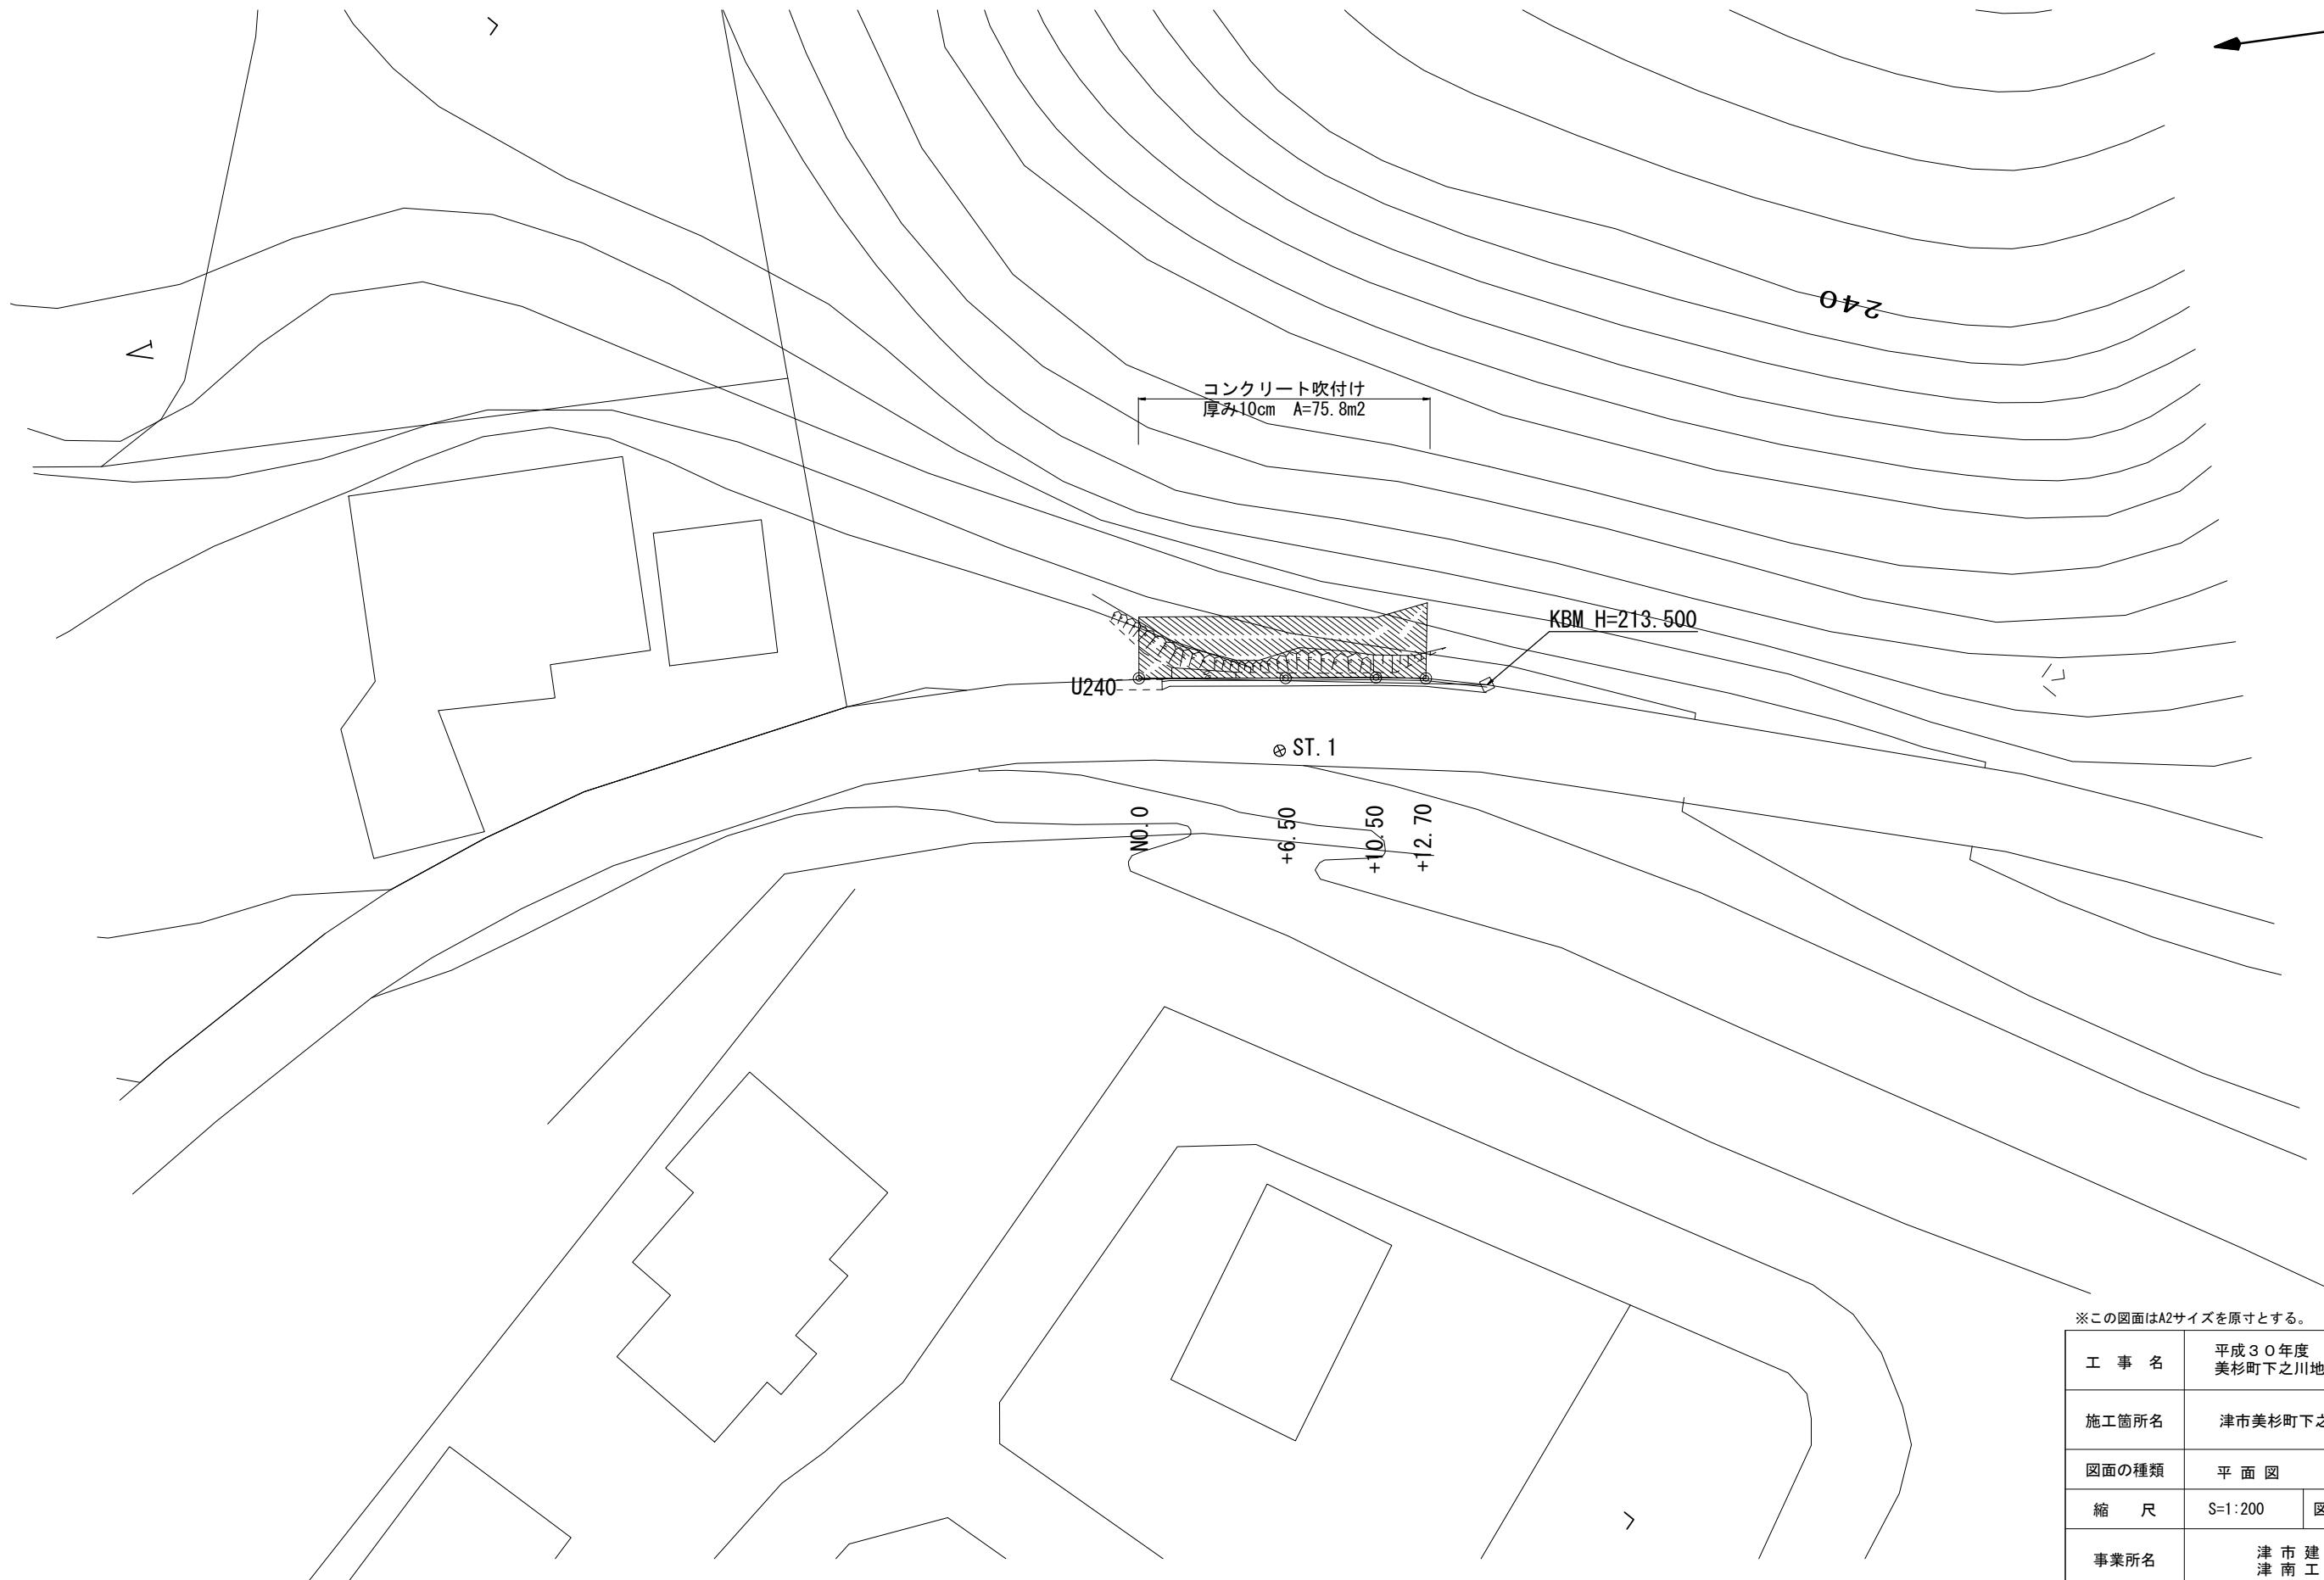 240
コンクリート吹付け
厚み10cm A=75.8m2
KBM H=213.500
U240
ST.1
NO.0
+6.50
+10.50
+12.70
※この図面はA2サイズを原寸とする。
工 事 名
平成３０年度
美杉町下之川地
施工箇所名
津市美杉町下之
図面の種類
平 面 図
縮 尺
S=1:200
図
事業所名
津 市 建
津 南 工